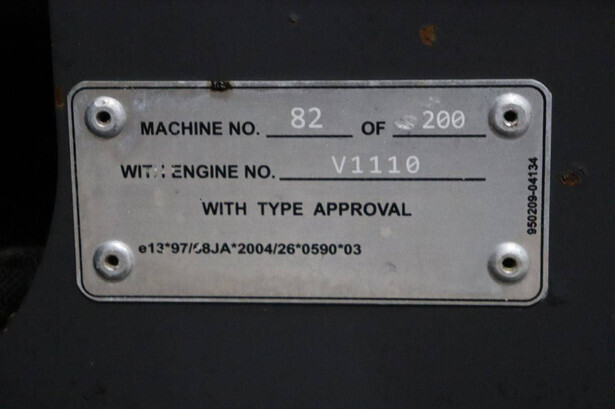 MACHINE NO. 82 OF 200
WITH ENGINE NO. V1110
WITH TYPE APPROVAL
e13*97/68JA*2004/26*0590*03
950209-04134